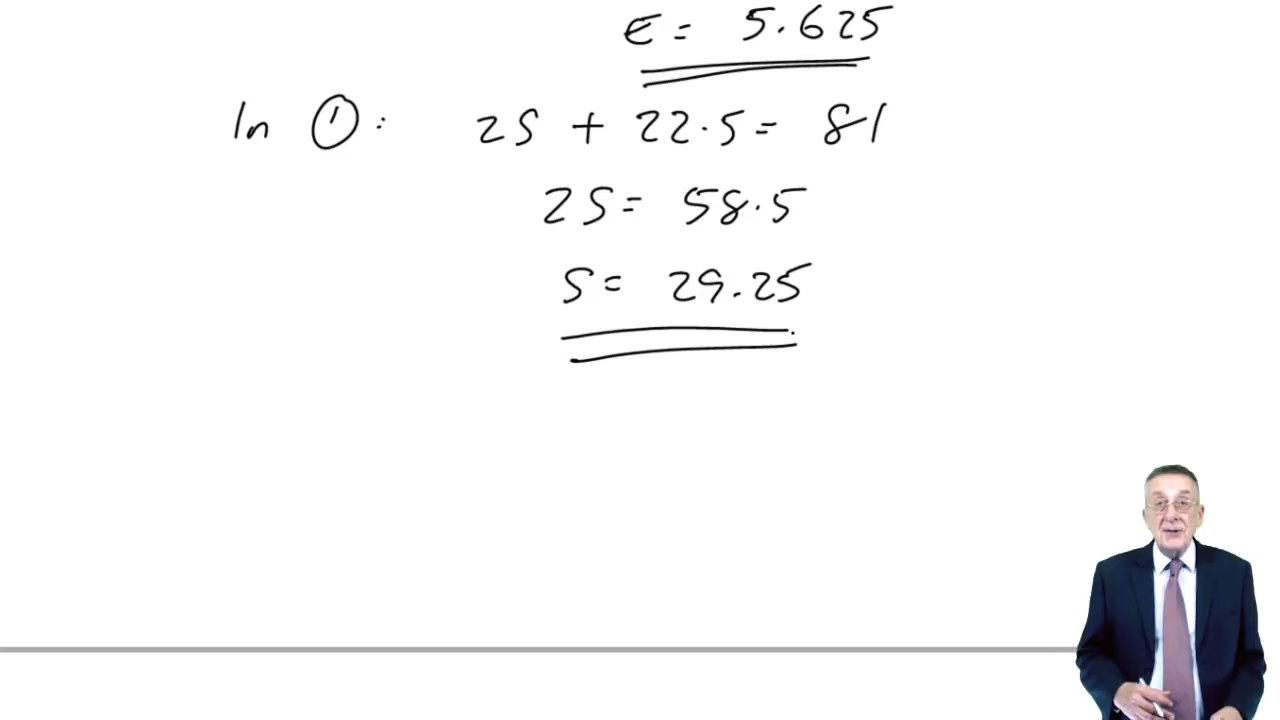 E = 5.625
In ①: 2S + 22.5 = 81
2S = 58.5
S = 29.25